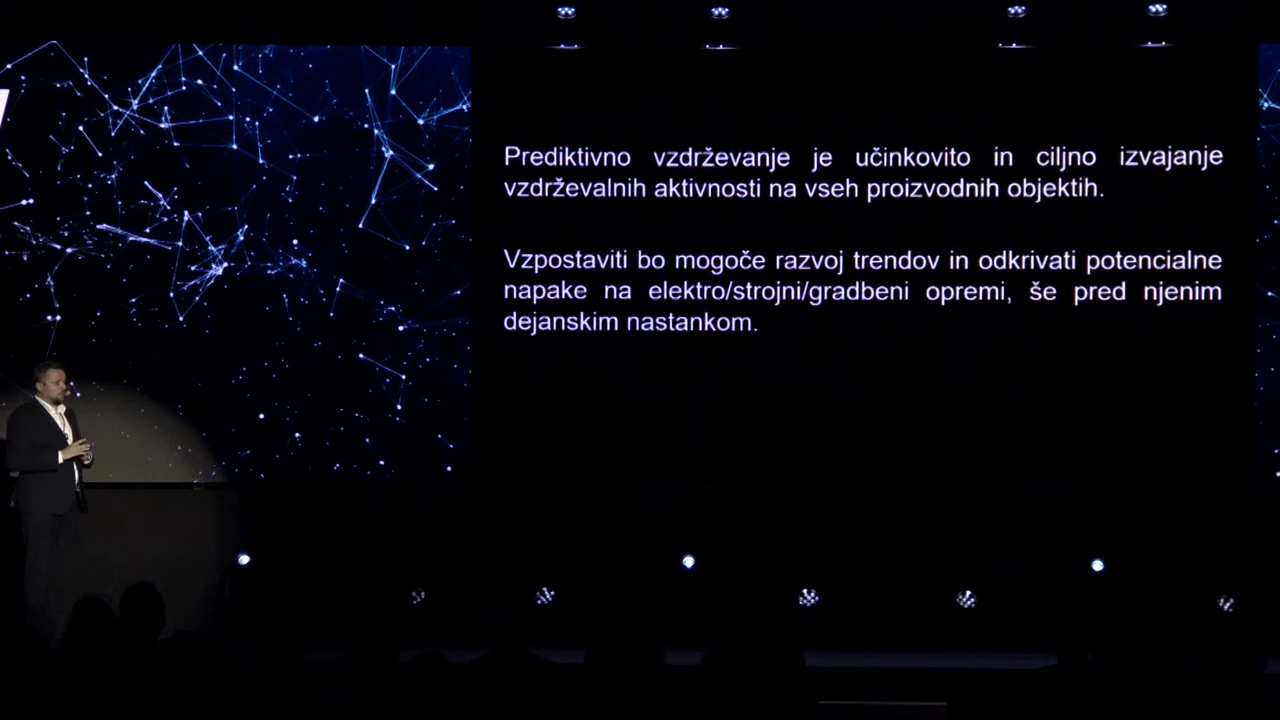 Prediktivno vzdrževanje je učinkovito in ciljno izvajanje
vzdrževalnih aktivnosti na vseh proizvodnih objektih.
Vzpostaviti bo mogoče razvoj trendov in odkrivati potencialne
napake na elektro/strojni/gradbeni opremi, še pred njenim
dejanskim nastankom.